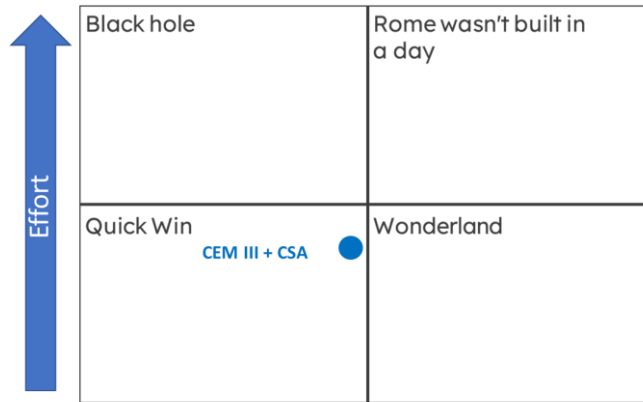 Black hole
Rome wasn't built in
a day
Effort
Quick Win
Wonderland
CEM III + CSA